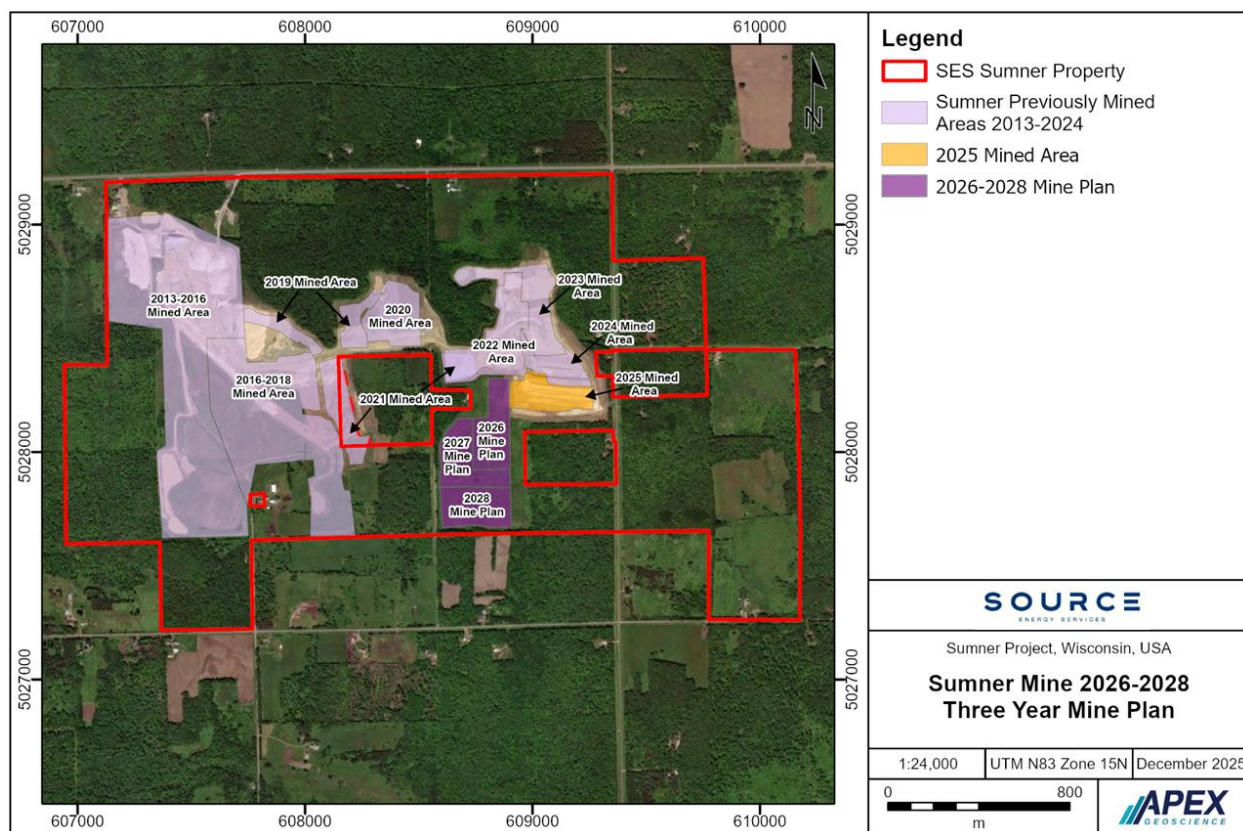 607000
608000
609000
610000
5029000
5028000
5027000
5029000
5028000
5027000
N
2013-2016
Mined Area
2019 Mined Area
2020
Mined Area
2023 Mined
Area
2024 Mined
Area
2022 Mined
Area
2016-2018
Mined Area
2021 Mined Area
2025 Mined
Area
2026
Mine
Plan
2027
Mine
Plan
2028
Mine Plan
607000
608000
609000
610000
Legend
SES Sumner Property
Sumner Previously Mined
Areas 2013-2024
2025 Mined Area
2026-2028 Mine Plan
SOURCE
ENERGY SERVICES
Sumner Project, Wisconsin, USA
Sumner Mine 2026-2028
Three Year Mine Plan
1:24,000
UTM N83 Zone 15N
December 2025
0
800
m
APEX
GEOSCIENCE